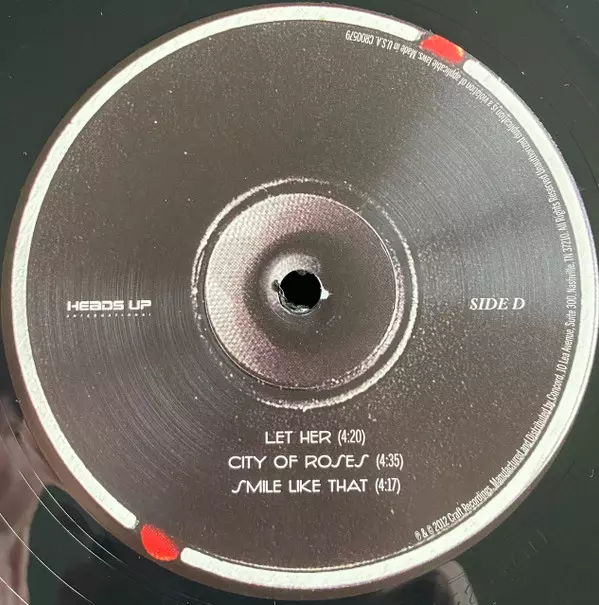 HEADS UP
INTERNATIONAL
SIDE D
LET HER (4:20)
CITY OF ROSES (4:35)
SMILE LIKE THAT (4:17)
℗ & © 2012 Craft Recordings. Manufactured and Distributed by Concord, 10 Lea Avenue, Suite 300, Nashville, TN 37210. All Rights Reserved Unauthorized duplication is a violation of applicable laws. Made in U.S.A. CR00579